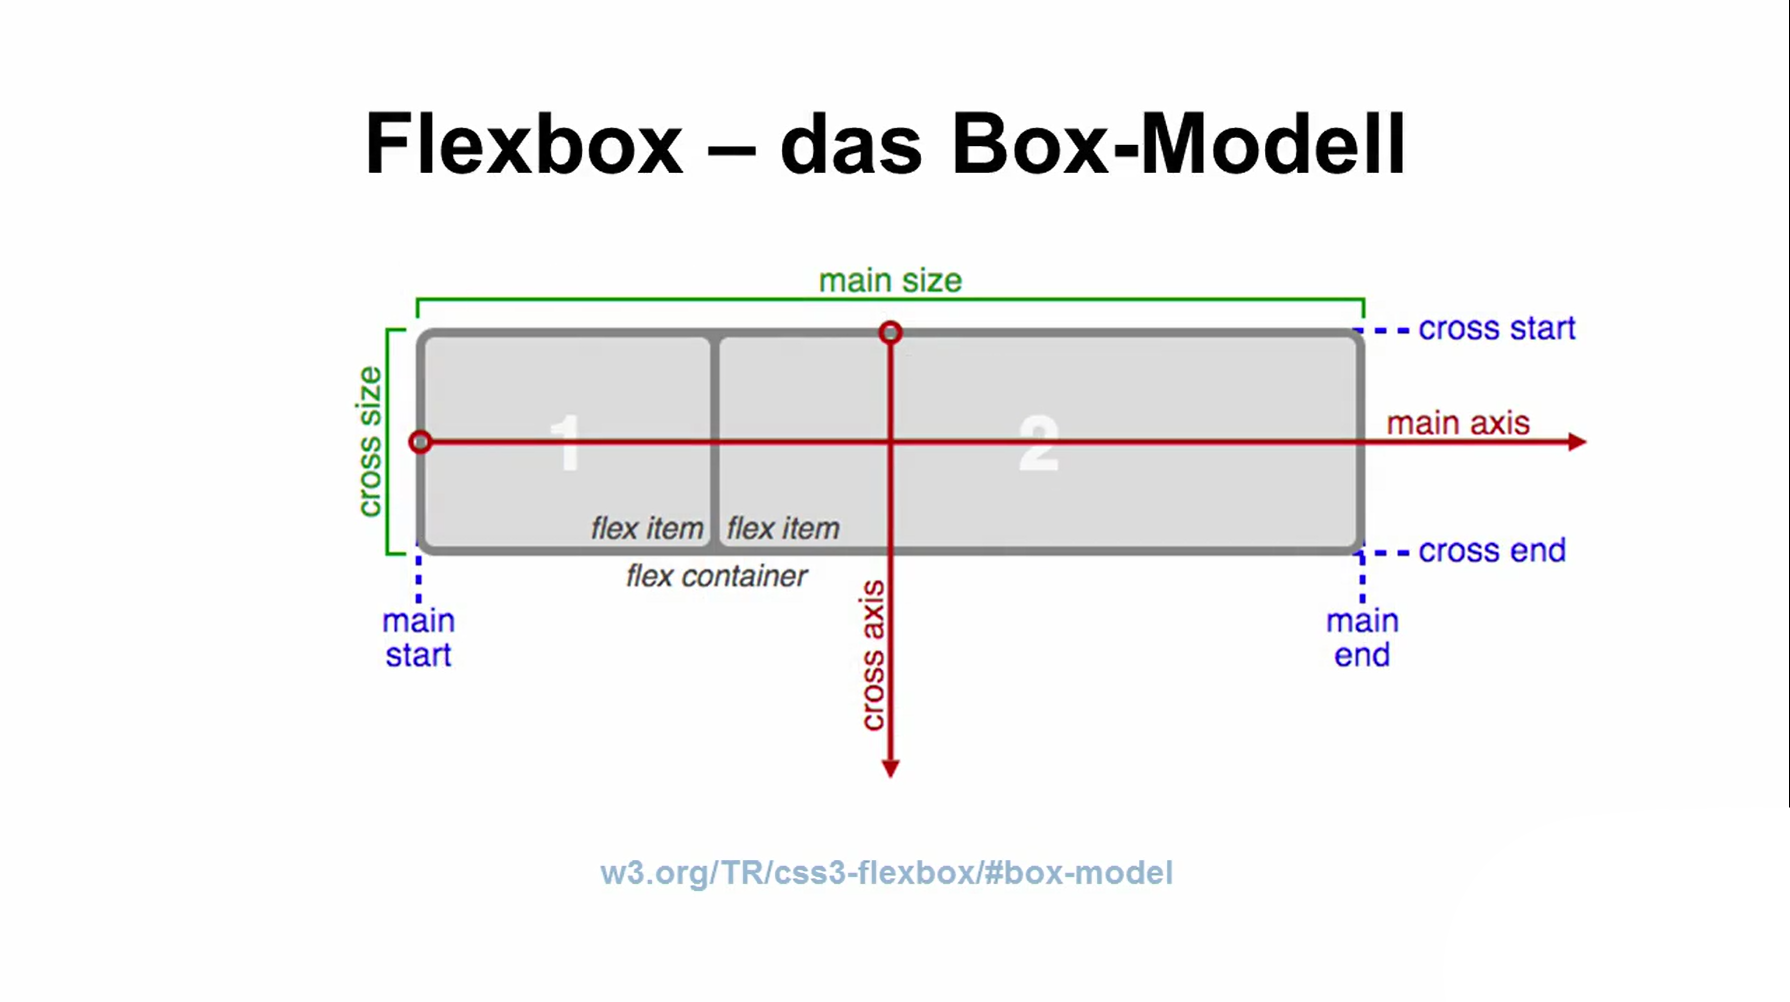 Flexbox – das Box-Modell
main size
cross start
cross size
main axis
1
2
flex item
flex item
cross end
flex container
cross axis
main
start
main
end
w3.org/TR/css3-flexbox/#box-model